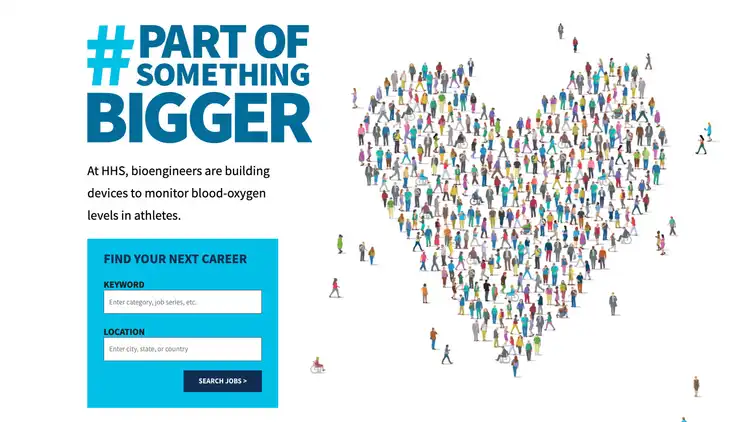 #PART OF
SOMETHING
BIGGER
At HHS, bioengineers are building
devices to monitor blood-oxygen
levels in athletes.
FIND YOUR NEXT CAREER
KEYWORD
Enter category, job series, etc.
LOCATION
Enter city, state, or country
SEARCH JOBS >